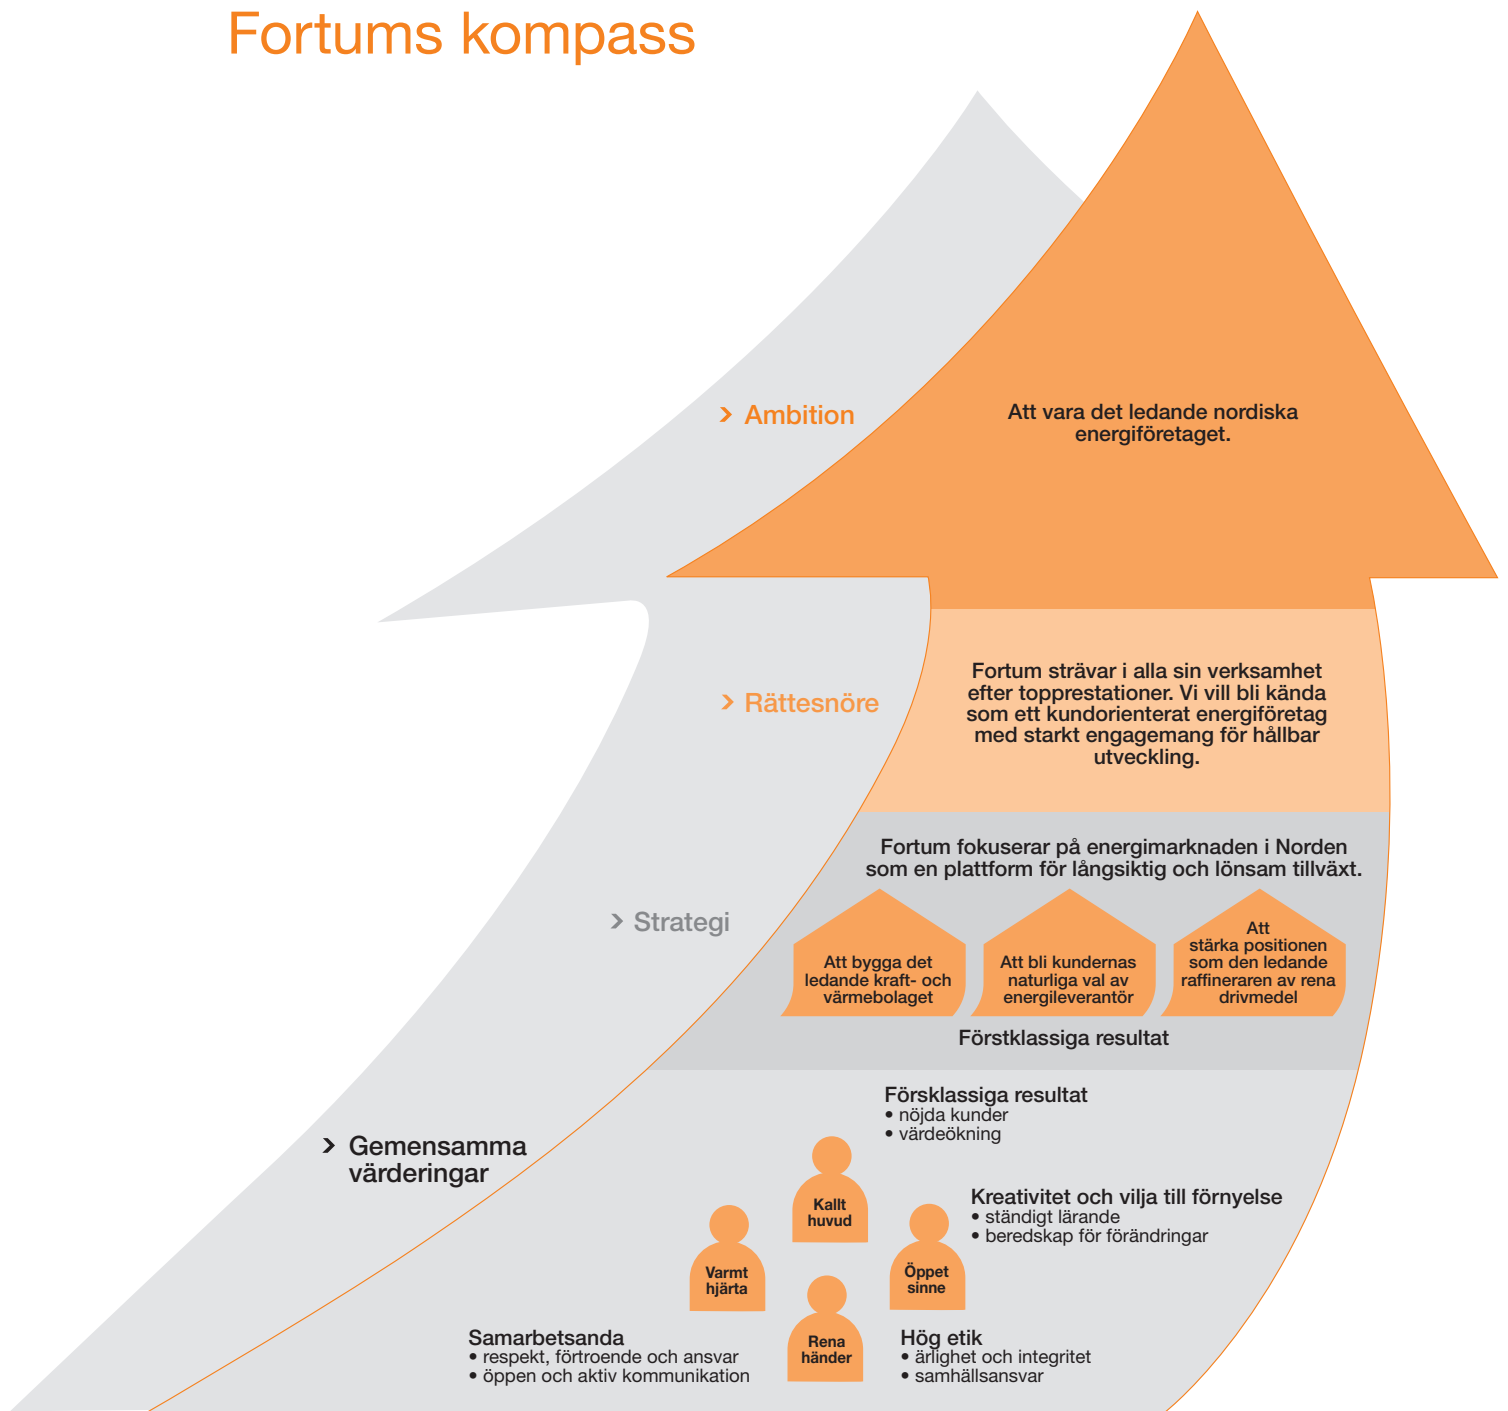 Fortums kompass
Ambition
Att vara det ledande nordiska
energiföretaget.
Rättesnöre
Fortum strävar i alla sin verksamhet
efter topprestationer. Vi vill bli kända
som ett kundorienterat energiföretag
med starkt engagemang för hållbar
utveckling.
Strategi
Fortum fokuserar på energimarknaden i Norden
som en plattform för långsiktig och lönsam tillväxt.
Att bygga det
ledande kraft- och
värmebolaget
Att bli kundernas
naturliga val av
energileverantör
Att
stärka positionen
som den ledande
raffineraren av rena
drivmedel
Förstklassiga resultat
Gemensamma
värderingar
Försklassiga resultat
• nöjda kunder
• värdeökning
Kallt
huvud
Kreativitet och vilja till förnyelse
• ständigt lärande
• beredskap för förändringar
Varmt
hjärta
Öppet
sinne
Samarbetsanda
• respekt, förtroende och ansvar
• öppen och aktiv kommunikation
Rena
händer
Hög etik
• ärlighet och integritet
• samhällsansvar